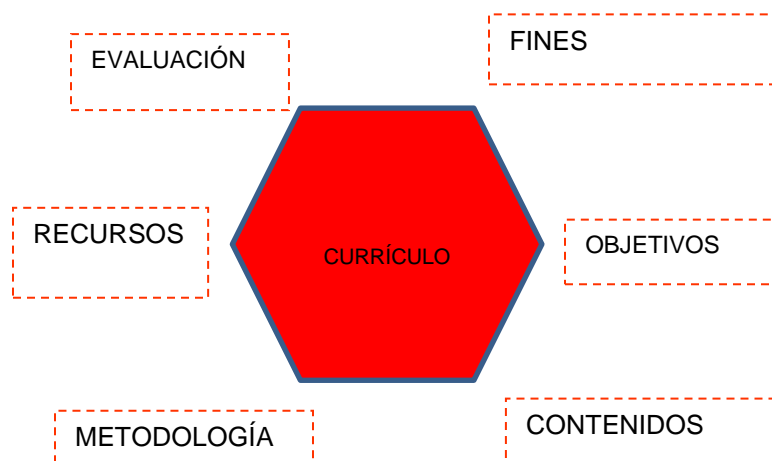 FINES
EVALUACIÓN
RECURSOS
CURRÍCULO
OBJETIVOS
METODOLOGÍA
CONTENIDOS